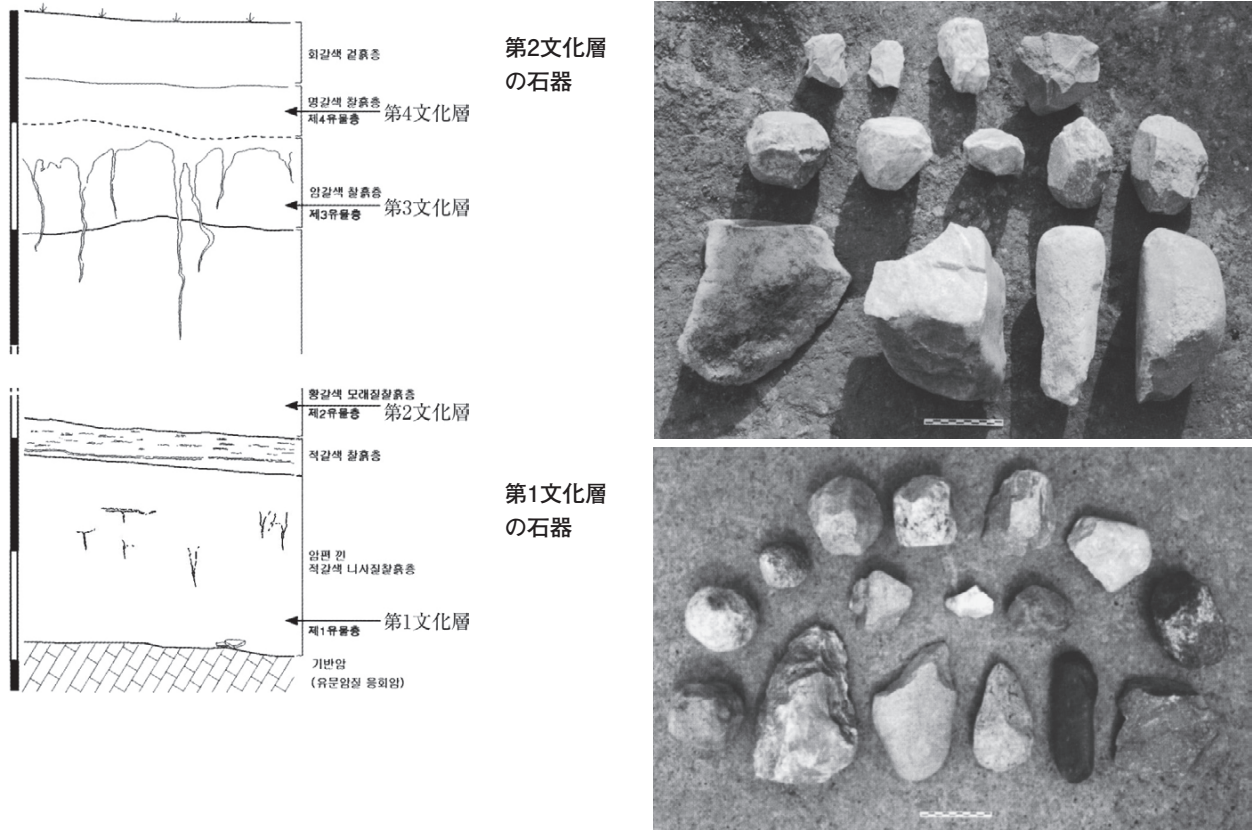 회갈색 겉흙층
명갈색 찰흙층
제4유물층
第4文化層
암갈색 찰흙층
제3유물층
第3文化層
황갈색 모래질찰흙층
제2유물층
第2文化層
적갈색 찰흙층
암편 낀
적갈색 니사질찰흙층
제1유물층
第1文化層
기반암
(유문암질 응회암)
第2文化層
の石器
第1文化層
の石器